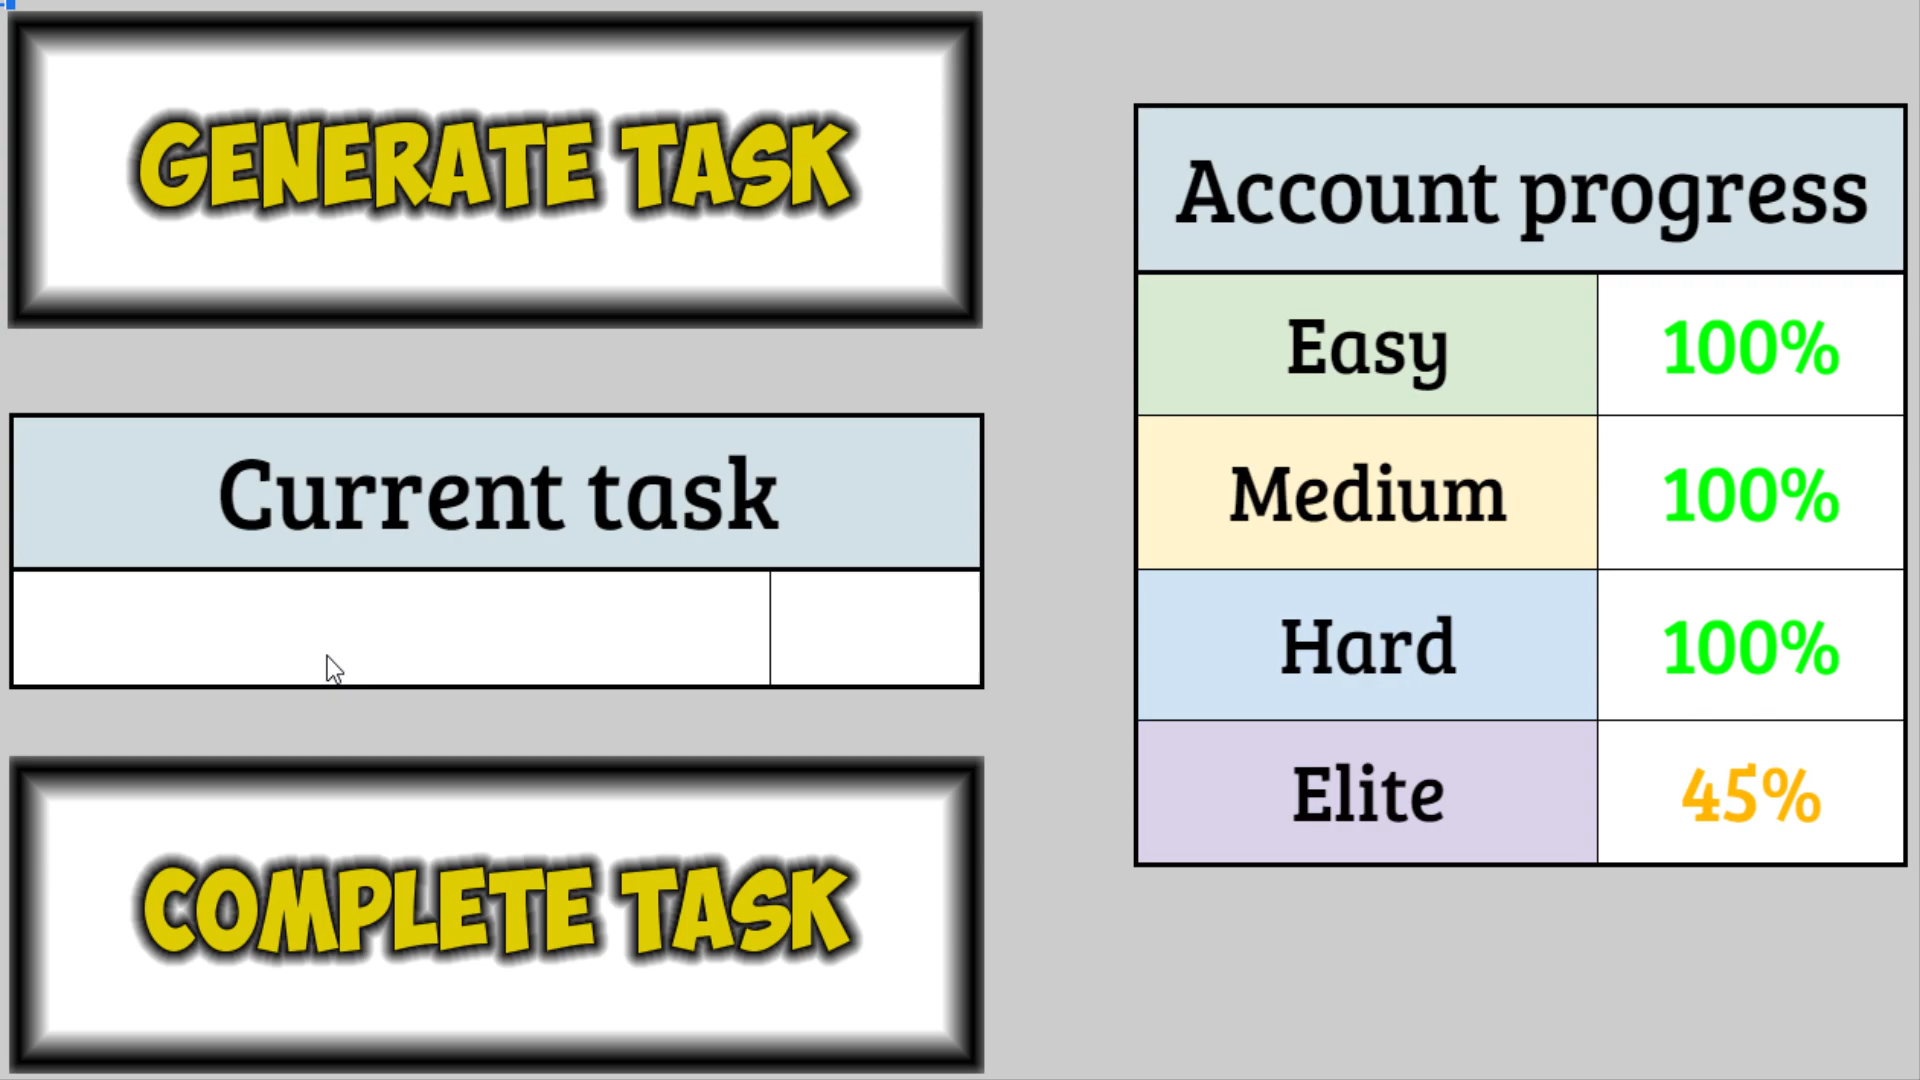 GENERATE TASK
Current task
COMPLETE TASK
Account progress
Easy 100%
Medium 100%
Hard 100%
Elite 45%